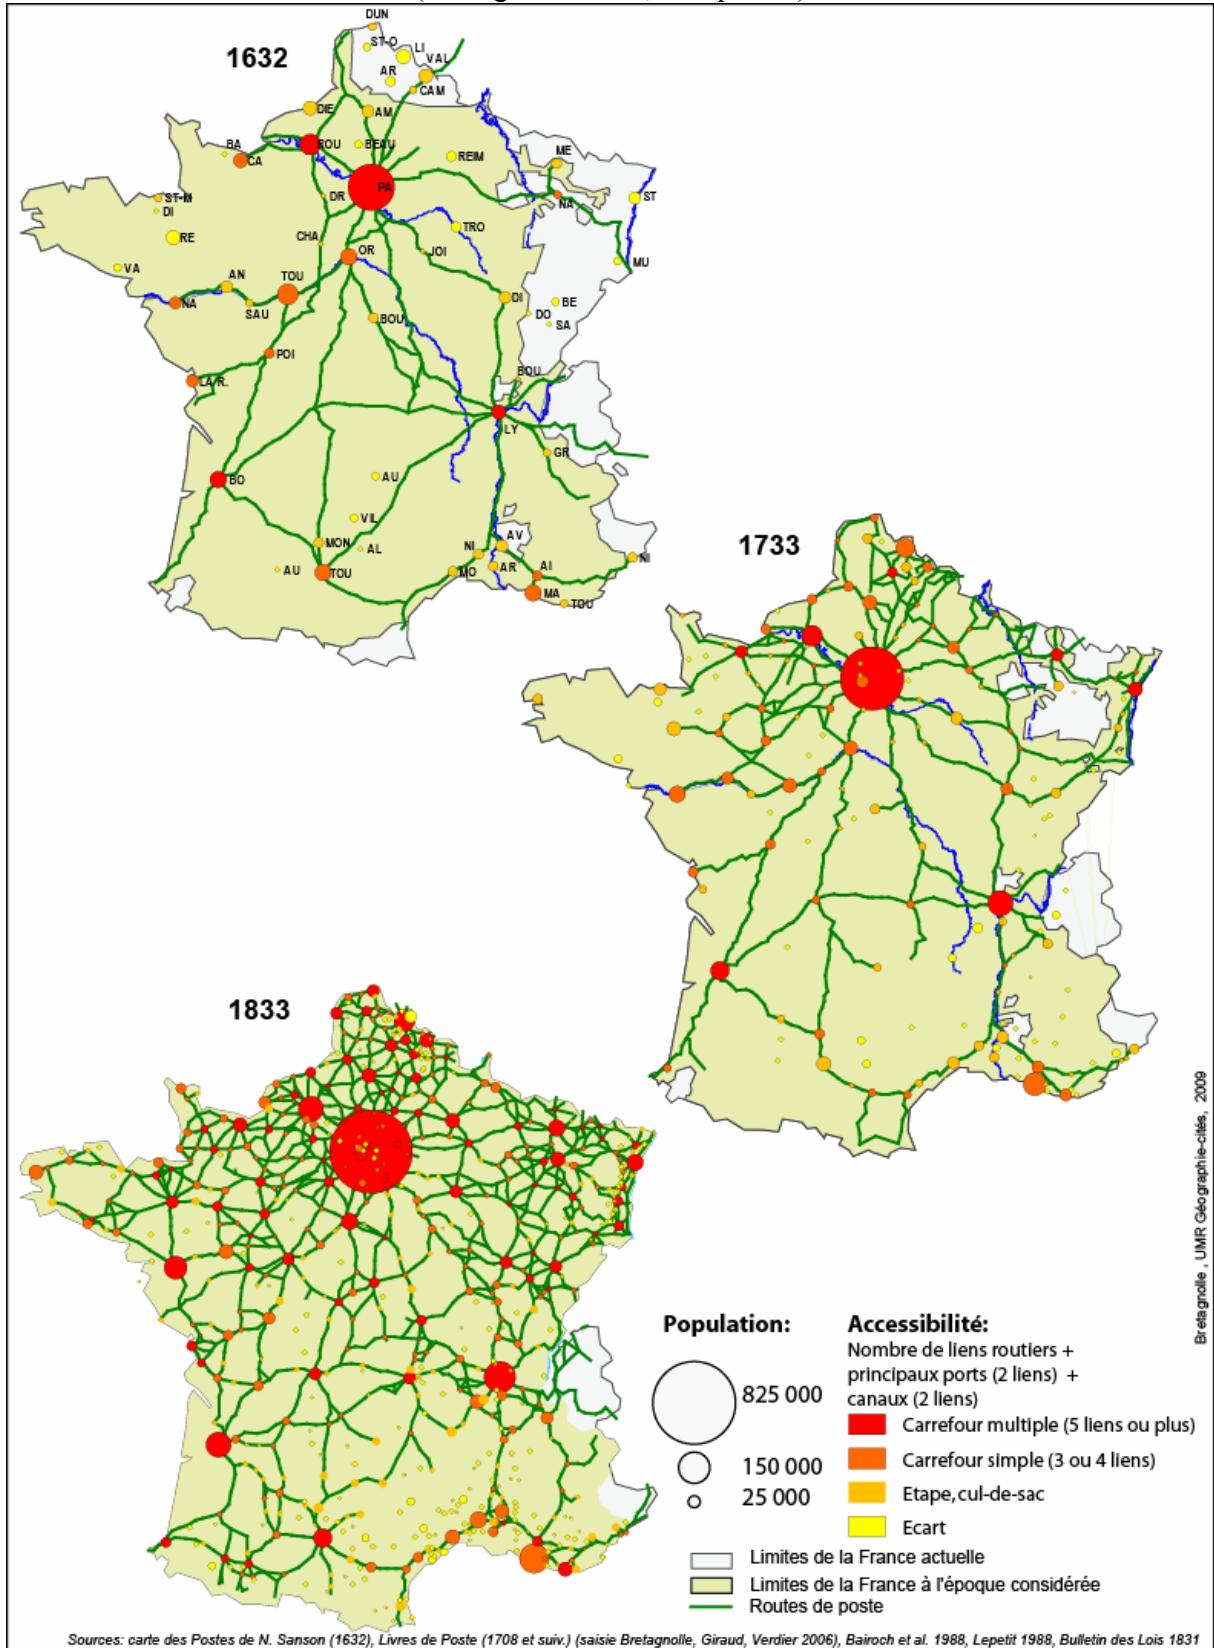 1632
DUN
ST-O
LI
VAL
AR
CAM
DIE
AM
BA
CA
ROU
BEAU
REIM
ME
PA
ST-M
DI
DR
NA
ST
RE
CHA
TRO
OR
JOI
MU
VA
AN
TOU
NA
SAU
DI
BE
DO
SA
BOU
POI
BOU
LA R.
LY
GR
BO
AU
VIL
MON
AL
NI
AV
AU
TOU
MO
AR
AI
NI
MA
TOU
1733
1833
Population:
825 000
150 000
25 000
Accessibilité:
Nombre de liens routiers +
principaux ports (2 liens) +
canaux (2 liens)
Carrefour multiple (5 liens ou plus)
Carrefour simple (3 ou 4 liens)
Etape,cul-de-sac
Ecart
Limites de la France actuelle
Limites de la France à l'époque considérée
Routes de poste
Bretagnolle , UMR Géographie-cités, 2009
Sources: carte des Postes de N. Sanson (1632), Livres de Poste (1708 et suiv.) (saisie Bretagnolle, Giraud, Verdier 2006), Bairoch et al. 1988, Lepetit 1988, Bulletin des Lois 1831